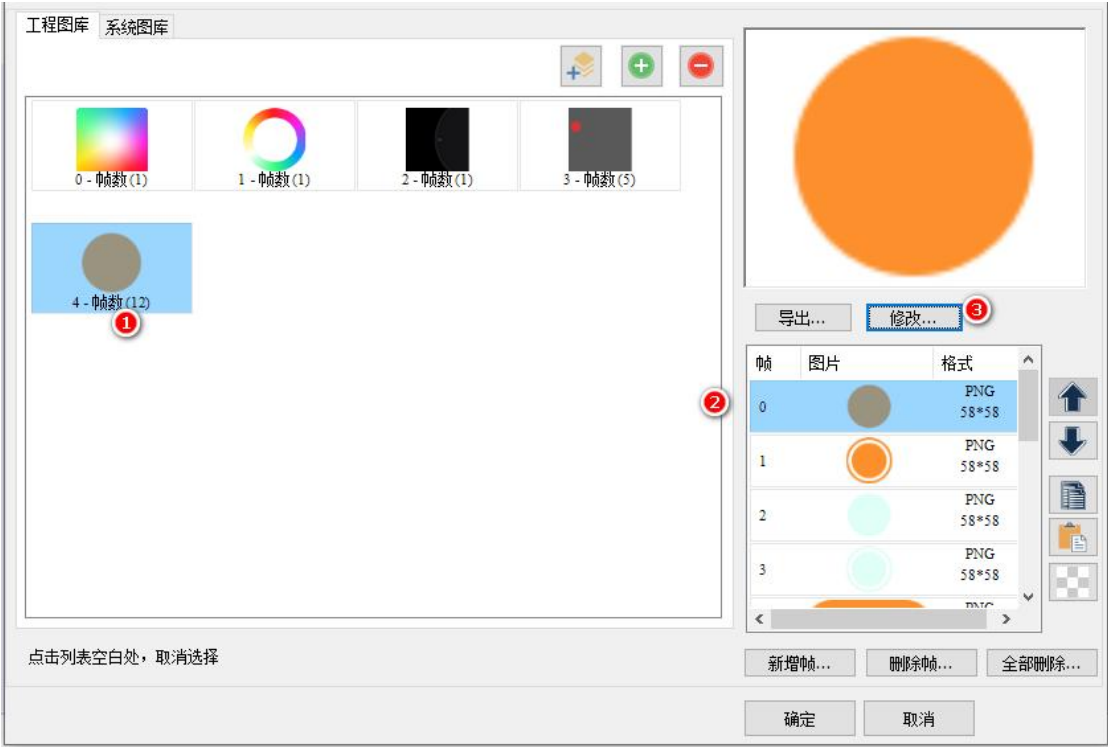 工程图库 系统图库
0 - 帧数(1) 1 - 帧数(1) 2 - 帧数(1) 3 - 帧数(5)
4 - 帧数(12)
1
导出... 修改... 3
2
帧 图片 格式
0 PNG
58*58
1 PNG
58*58
2 PNG
58*58
3 PNG
58*58
PNG
点击列表空白处，取消选择
新增帧... 删除帧... 全部删除...
确定 取消